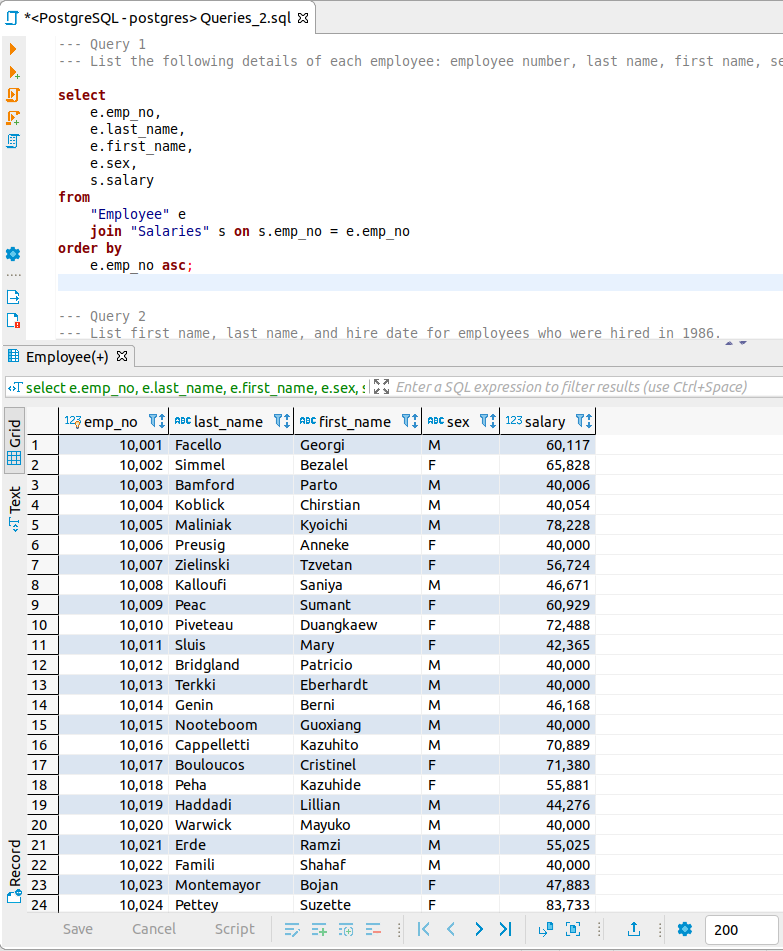 *<PostgreSQL - postgres> Queries_2.sql
--- Query 1
--- List the following details of each employee: employee number, last name, first name, se
select
e.emp_no,
e.last_name,
e.first_name,
e.sex,
s.salary
from
"Employee" e
join "Salaries" s on s.emp_no = e.emp_no
order by
e.emp_no asc;
--- Query 2
--- List first name, last name, and hire date for employees who were hired in 1986.
Employee(+)
select e.emp_no, e.last_name, e.first_name, e.sex, s Enter a SQL expression to filter results (use Ctrl+Space)
Grid
Text
Record
123 emp_no ABC last_name ABC first_name ABC sex 123 salary
1 10,001 Facello Georgi M 60,117
2 10,002 Simmel Bezalel F 65,828
3 10,003 Bamford Parto M 40,006
4 10,004 Koblick Chirstian M 40,054
5 10,005 Maliniak Kyoichi M 78,228
6 10,006 Preusig Anneke F 40,000
7 10,007 Zielinski Tzvetan F 56,724
8 10,008 Kalloufi Saniya M 46,671
9 10,009 Peac Sumant F 60,929
10 10,010 Piveteau Duangkaew F 72,488
11 10,011 Sluis Mary F 42,365
12 10,012 Bridgland Patricio M 40,000
13 10,013 Terkki Eberhardt M 40,000
14 10,014 Genin Berni M 46,168
15 10,015 Nooteboom Guoxiang M 40,000
16 10,016 Cappelletti Kazuhito M 70,889
17 10,017 Bouloucos Cristinel F 71,380
18 10,018 Peha Kazuhide F 55,881
19 10,019 Haddadi Lillian M 44,276
20 10,020 Warwick Mayuko M 40,000
21 10,021 Erde Ramzi M 55,025
22 10,022 Famili Shahaf M 40,000
23 10,023 Montemayor Bojan F 47,883
24 10,024 Pettey Suzette F 83,733
Save Cancel Script 200